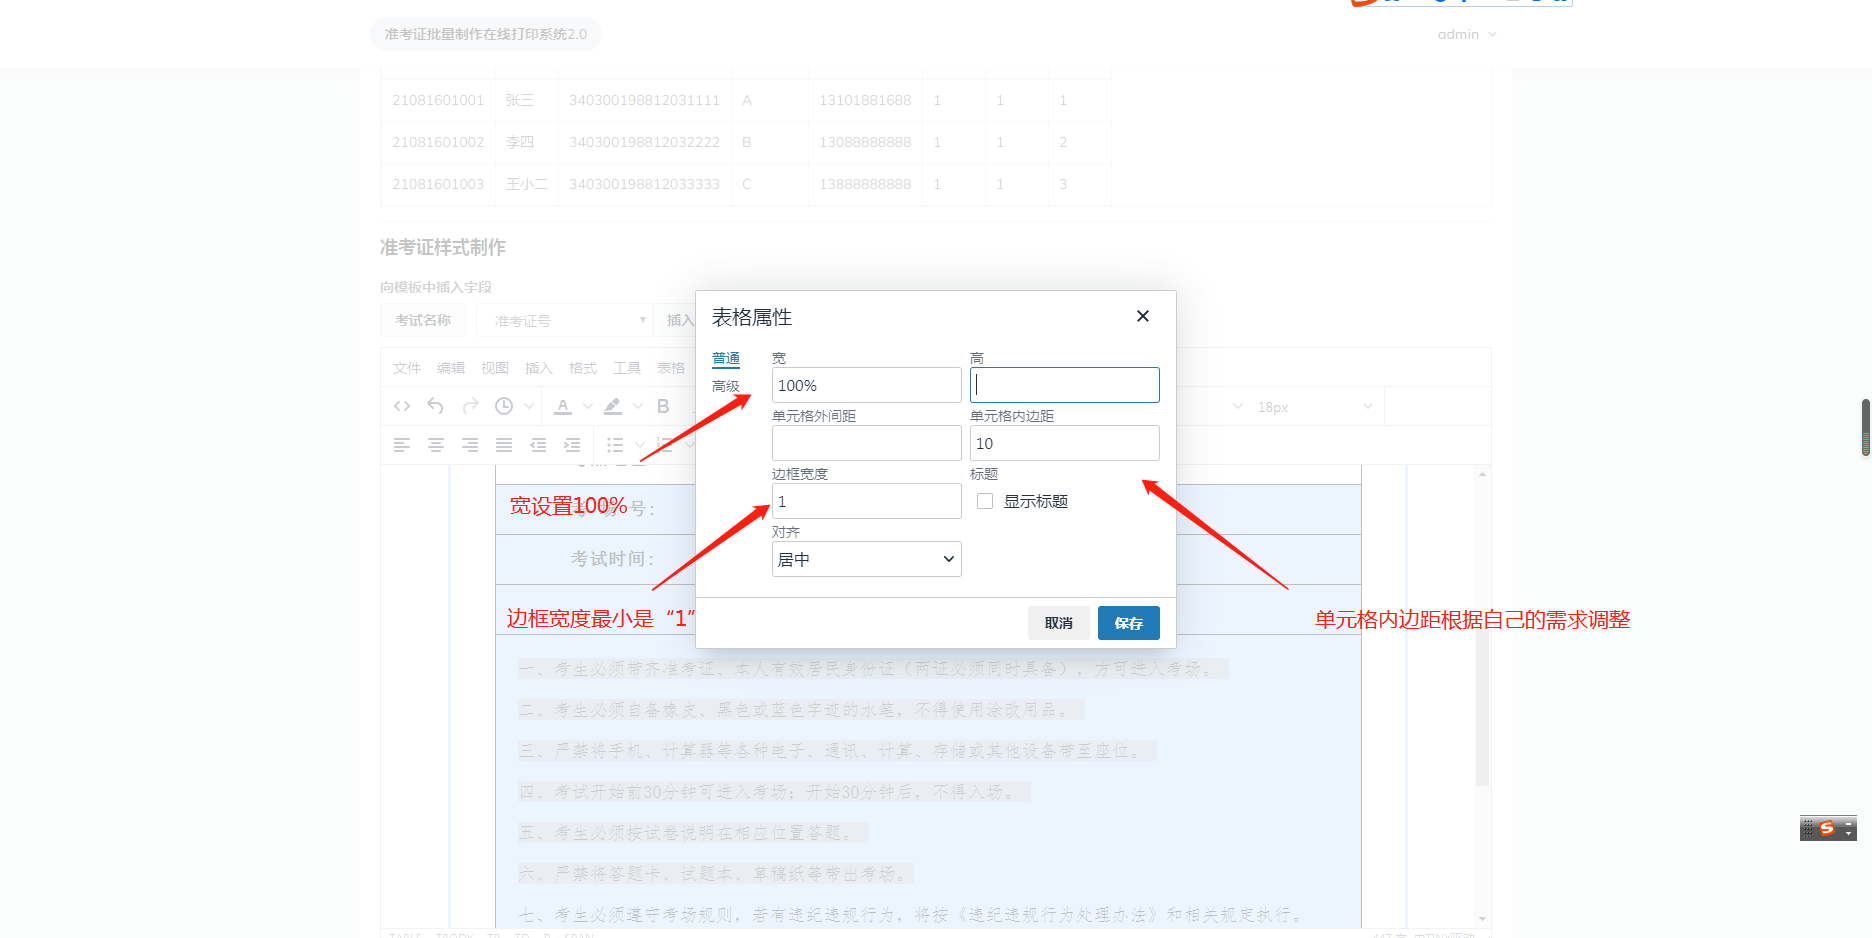 准考证批量制作在线打印系统2.0
admin
21081601001 张三 340300198812031111 A 13101881688 1 1 1
21081601002 李四 340300198812032222 B 13088888888 1 1 2
21081601003 王小二 340300198812033333 C 13888888888 1 1 3
准考证样式制作
向模板中插入字段
考试名称 准考证号 插入
文件 编辑 视图 插入 格式 工具 表格
18px
表格属性
普通
高级
宽 高
100%
单元格外间距 单元格内边距
10
边框宽度 标题
1 显示标题
对齐
居中
取消 保存
宽设置100%
号：
考试时间：
边框宽度最小是“1”
单元格内边距根据自己的需求调整
一、考生必须带齐准考证、本人有效居民身份证（两证必须同时具备），方可进入考场。
二、考生必须自备橡皮、黑色或蓝色字迹的水笔，不得使用涂改用品。
三、严禁将手机、计算器等各种电子、通讯、计算、存储或其他设备带至座位。
四、考试开始前30分钟可进入考场；开始30分钟后，不得入场。
五、考生必须按试卷说明在相应位置答题。
六、严禁将答题卡、试题本、草稿纸等带出考场。
七、考生必须遵守考场规则，若有违纪违规行为，将按《违纪违规行为处理办法》和相关规定执行。